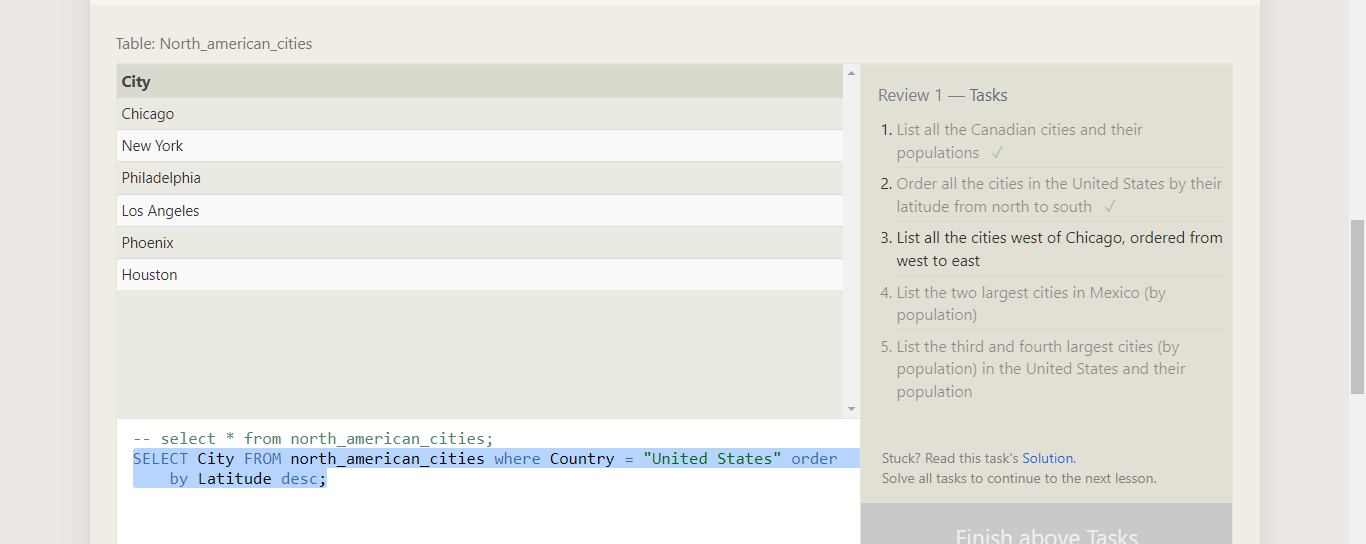 Table: North_american_cities
City
Chicago
New York
Philadelphia
Los Angeles
Phoenix
Houston
-- select * from north_american_cities;
SELECT City FROM north_american_cities where Country = "United States" order
by Latitude desc;
Review 1 — Tasks
1. List all the Canadian cities and their
populations ✓
2. Order all the cities in the United States by their
latitude from north to south ✓
3. List all the cities west of Chicago, ordered from
west to east
4. List the two largest cities in Mexico (by
population)
5. List the third and fourth largest cities (by
population) in the United States and their
population
Stuck? Read this task's Solution.
Solve all tasks to continue to the next lesson.
Finish above Tasks